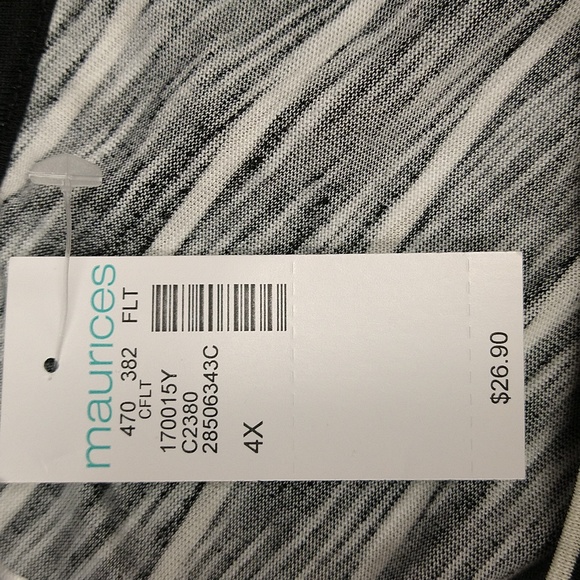 maurices
470 382 FLT
CFLT
170015Y
C2380
28506343C
4X
$26.90